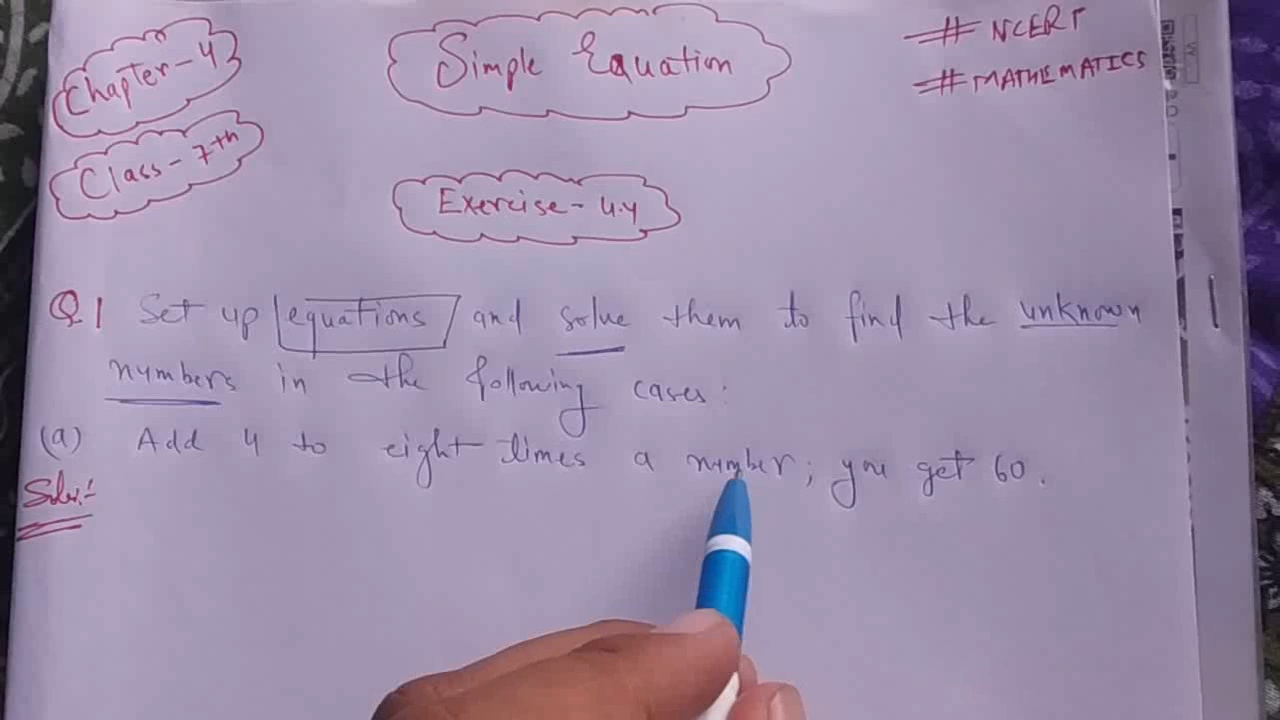 Chapter-4
Simple Equation
# NCERT
# MATHEMATICS
Class-7th
Exercise-4.4
Q1 Set up equations and solve them to find the unknown
numbers in the following cases:
(a) Add 4 to eight times a number; you get 60.
Soln:-